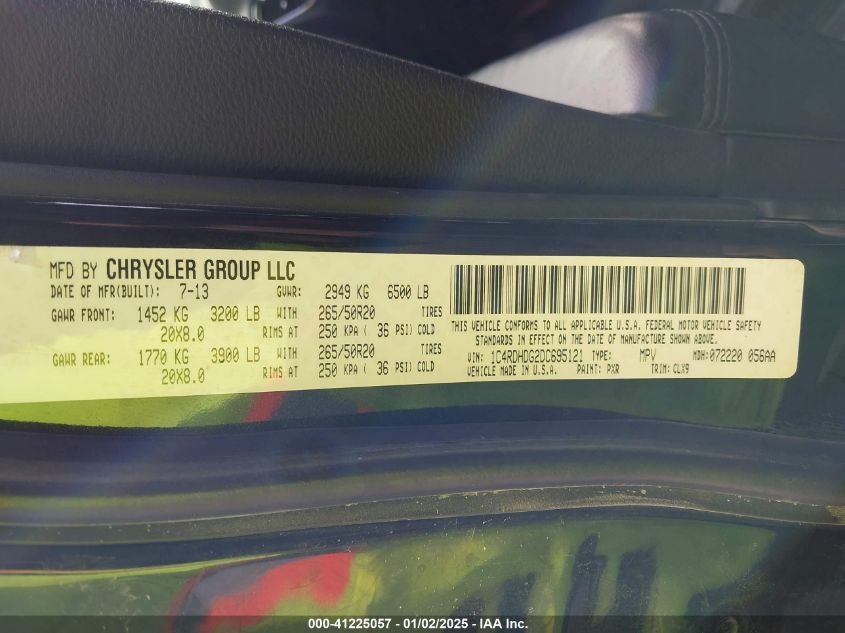 MFD BY CHRYSLER GROUP LLC
DATE OF MFR(BUILT): 7-13 GVWR: 2949 KG 6500 LB
GAWR FRONT: 1452 KG 3200 LB WITH 265/50R20 TIRES
20X8.0 RIMS AT 250 KPA ( 36 PSI) COLD
GAWR REAR: 1770 KG 3900 LB WITH 265/50R20 TIRES
20X8.0 RIMS AT 250 KPA ( 36 PSI) COLD
THIS VEHICLE CONFORMS TO ALL APPLICABLE U.S.A. FEDERAL MOTOR VEHICLE SAFETY
STANDARDS IN EFFECT ON THE DATE OF MANUFACTURE SHOWN ABOVE.
VIN: 1C4RDHDG2DC695121 TYPE: MPV MDH: 072220 056AA
VEHICLE MADE IN U.S.A. PAINT: PXR TRIM: CLX9
000-41225057 - 01/02/2025 - IAA Inc.